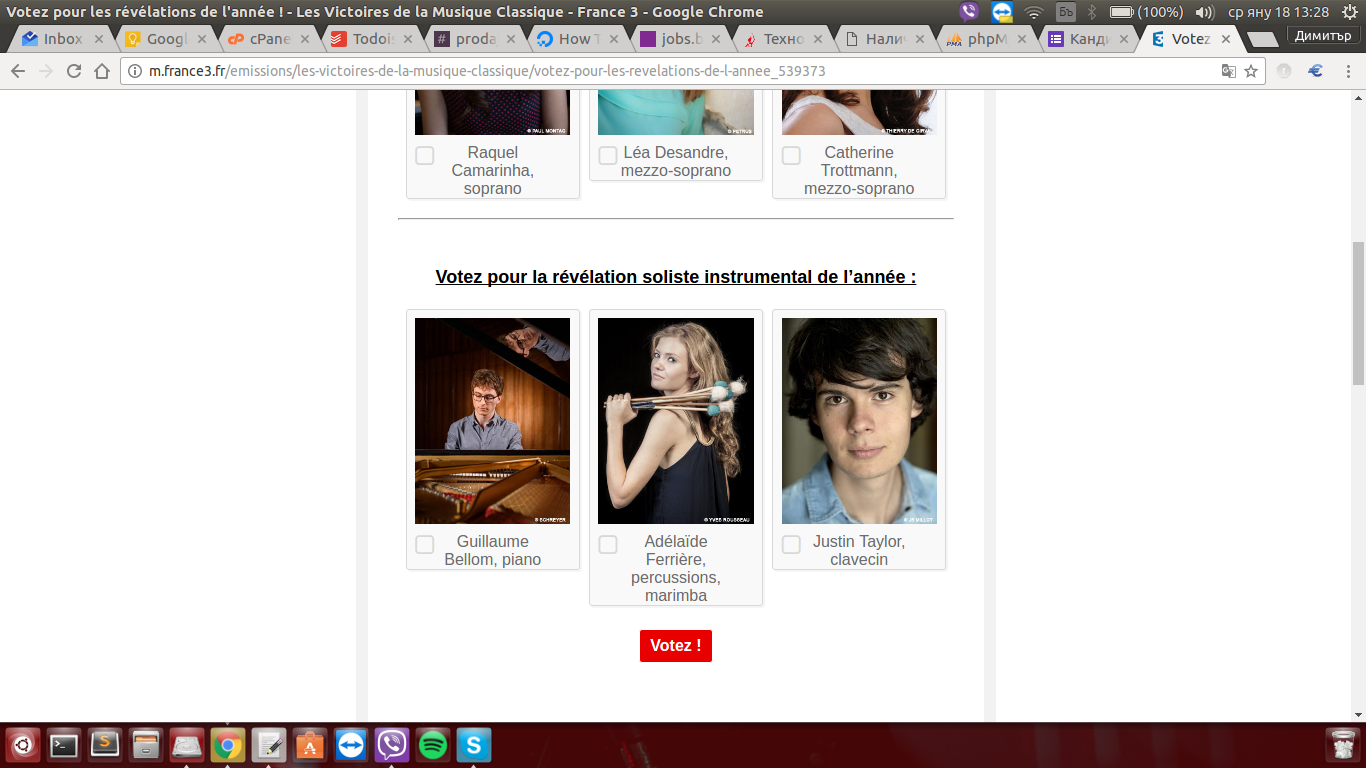 Votez pour les révélations de l'année ! - Les Victoires de la Musique Classique - France 3 - Google Chrome
Бъ
(100%)
ср яну 18 13:28
Inbox
Googl
cPane
Todois
proda
How T
jobs.b
Техно
Налич
phpM
Канди
Votez
Димитър
m.france3.fr/emissions/les-victoires-de-la-musique-classique/votez-pour-les-revelations-de-l-annee_539373
© PAUL MONTAG
© PETRUS
© THIERRY DE GIRAL
Raquel
Camarinha,
soprano
Léa Desandre,
mezzo-soprano
Catherine
Trottmann,
mezzo-soprano
Votez pour la révélation soliste instrumental de l’année :
© SCHREYER
© YVES ROUSSEAU
© JB MILLOT
Guillaume
Bellom, piano
Adélaïde
Ferrière,
percussions,
marimba
Justin Taylor,
clavecin
Votez !